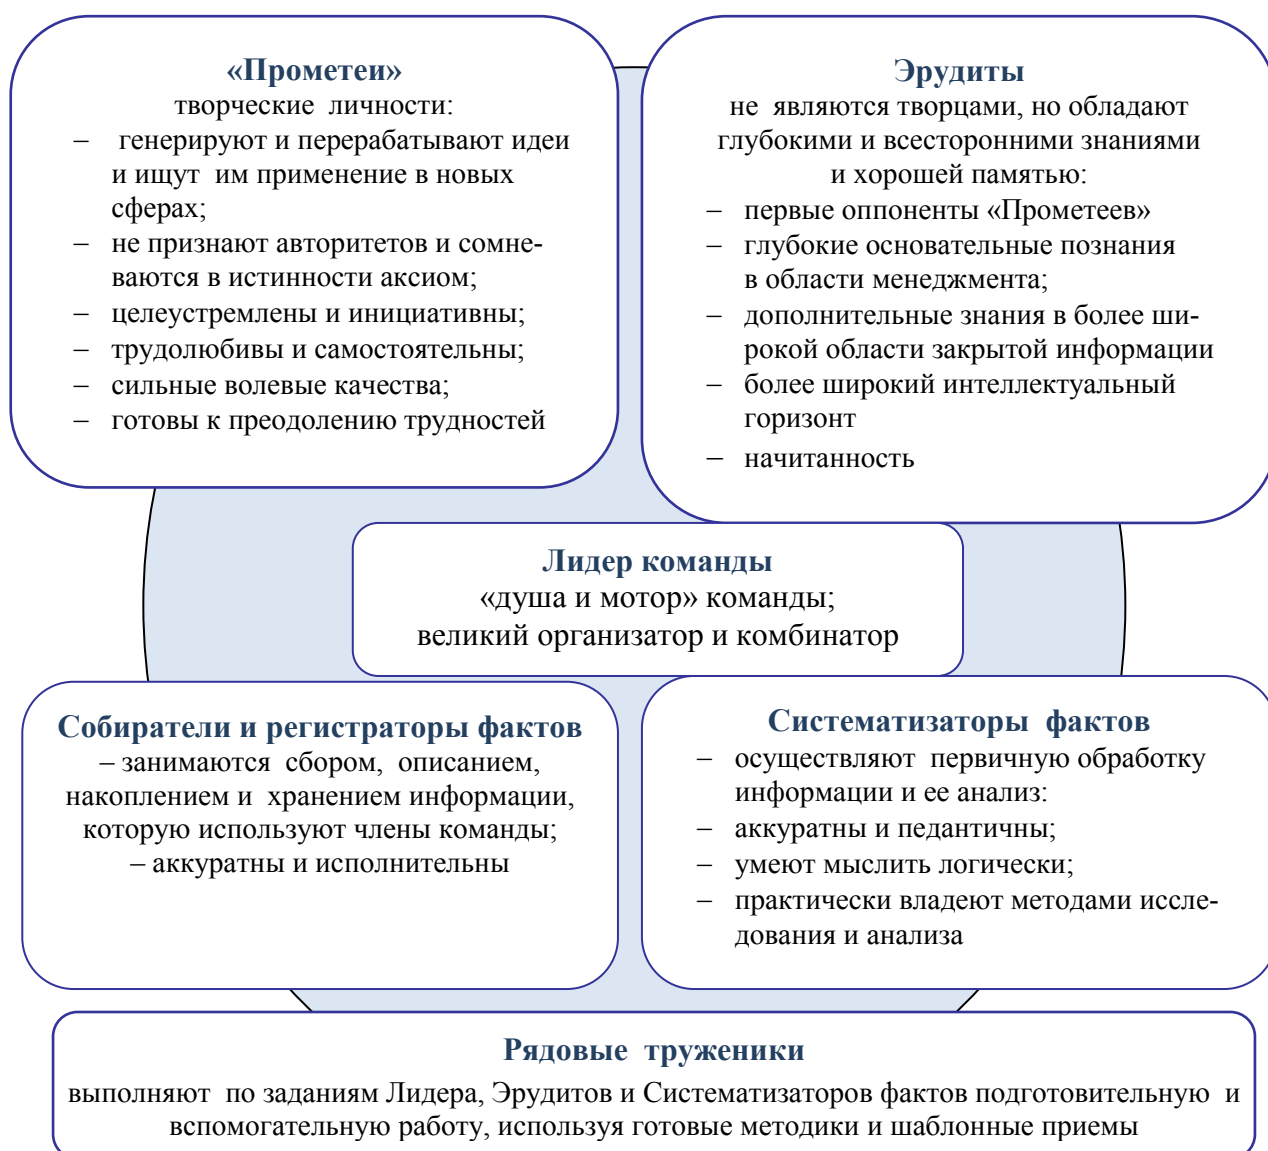 «Прометеи»
творческие личности:
– генерируют и перерабатывают идеи
и ищут им применение в новых
сферах;
– не признают авторитетов и сомне-
ваются в истинности аксиом;
– целеустремлены и инициативны;
– трудолюбивы и самостоятельны;
– сильные волевые качества;
– готовы к преодолению трудностей
Эрудиты
не являются творцами, но обладают
глубокими и всесторонними знаниями
и хорошей памятью:
– первые оппоненты «Прометеев»
– глубокие основательные познания
в области менеджмента;
– дополнительные знания в более ши-
рокой области закрытой информации
– более широкий интеллектуальный
горизонт
– начитанность
Лидер команды
«душа и мотор» команды;
великий организатор и комбинатор
Собиратели и регистраторы фактов
– занимаются сбором, описанием,
накоплением и хранением информации,
которую используют члены команды;
– аккуратны и исполнительны
Систематизаторы фактов
– осуществляют первичную обработку
информации и ее анализ:
– аккуратны и педантичны;
– умеют мыслить логически;
– практически владеют методами иссле-
дования и анализа
Рядовые труженики
выполняют по заданиям Лидера, Эрудитов и Систематизаторов фактов подготовительную и
вспомогательную работу, используя готовые методики и шаблонные приемы